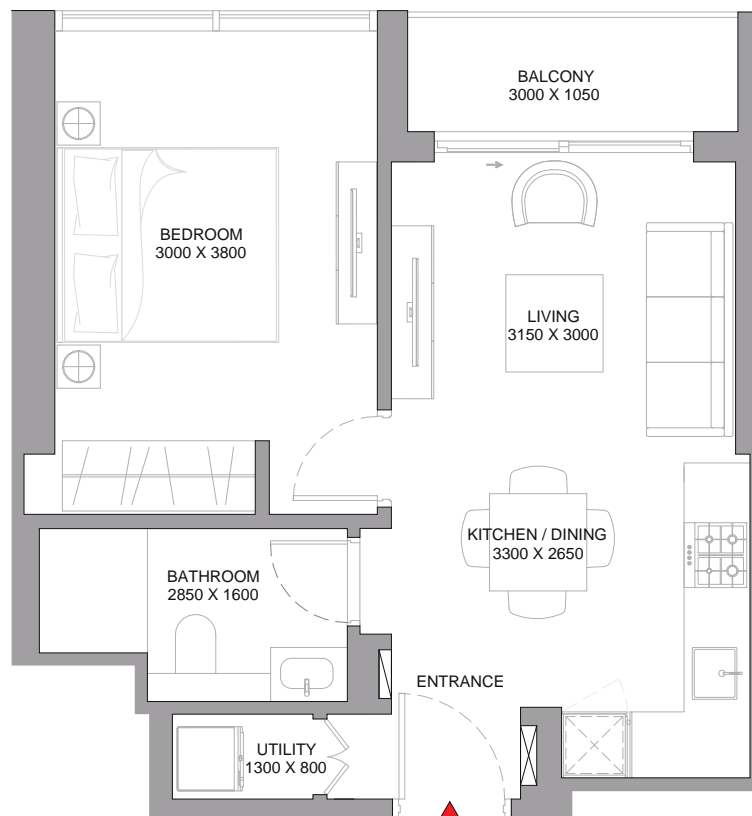 BALCONY
3000 X 1050
BEDROOM
3000 X 3800
LIVING
3150 X 3000
KITCHEN / DINING
3300 X 2650
BATHROOM
2850 X 1600
ENTRANCE
UTILITY
1300 X 800